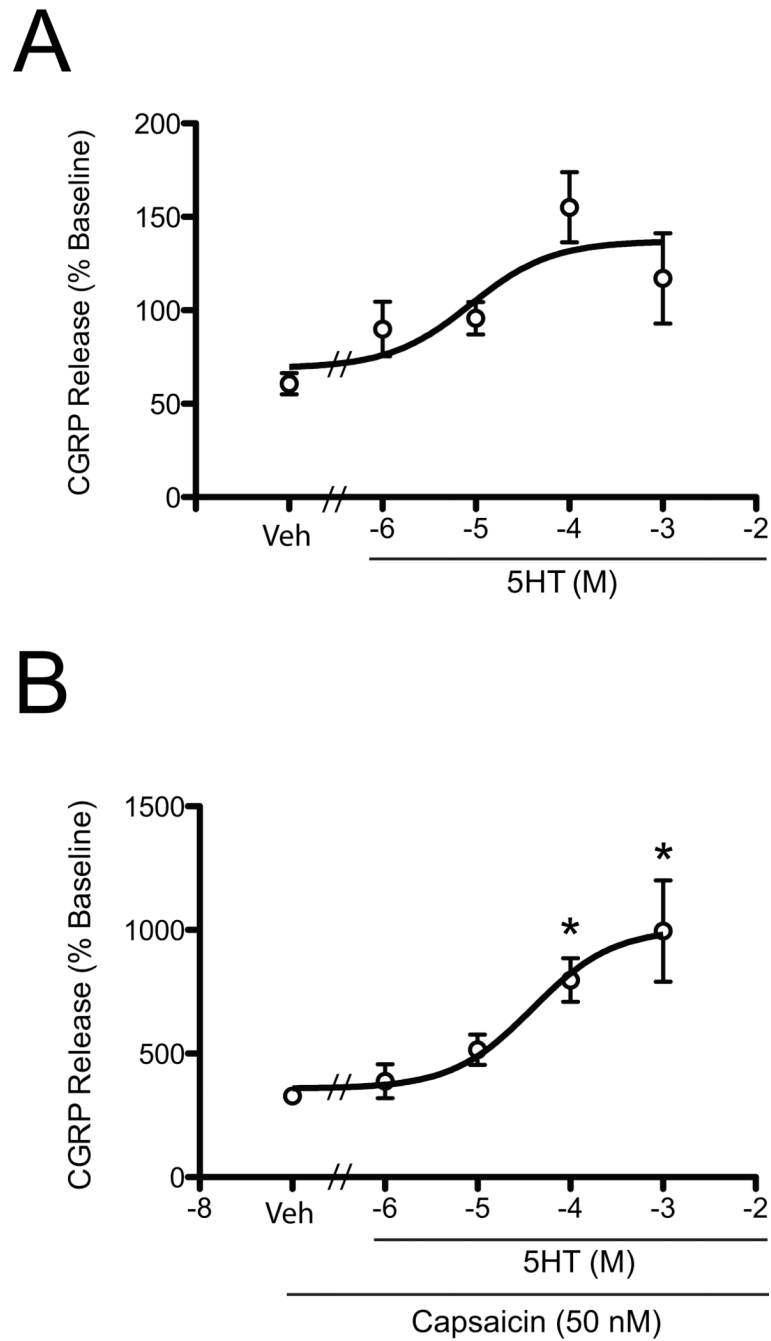 A
CGRP Release (% Baseline)
200
150
100
50
0
Veh
-6
-5
-4
-3
-2
5HT (M)
B
CGRP Release (% Baseline)
1500
1000
500
0
*
*
-8
Veh
-6
-5
-4
-3
-2
5HT (M)
Capsaicin (50 nM)